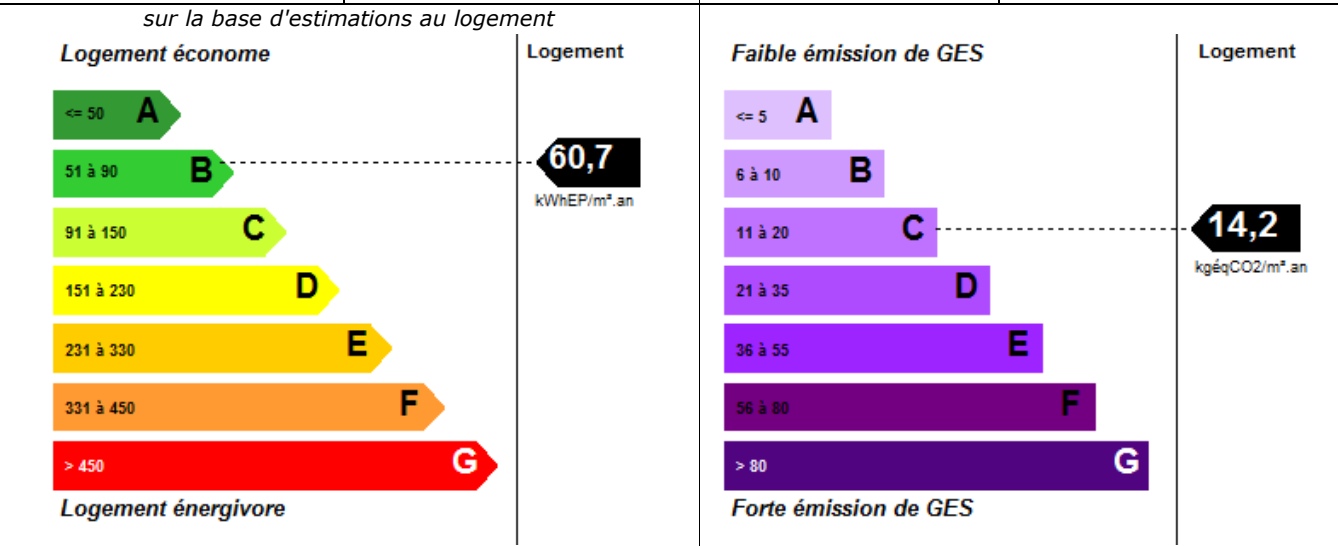 sur la base d'estimations au logement
Logement économe
Logement
<= 50 A
51 à 90 B
60,7
kWhEP/m².an
91 à 150 C
151 à 230 D
231 à 330 E
331 à 450 F
> 450 G
Logement énergivore
Faible émission de GES
Logement
<= 5 A
6 à 10 B
11 à 20 C
14,2
kgéqCO2/m².an
21 à 35 D
36 à 55 E
56 à 80 F
> 80 G
Forte émission de GES